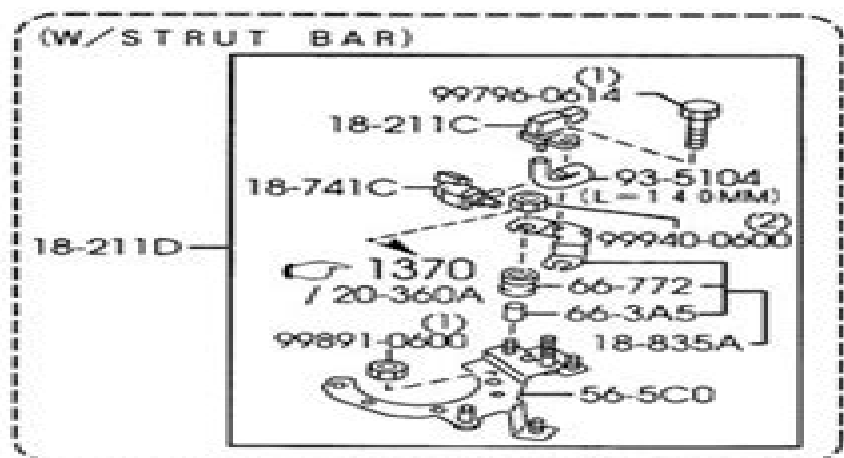 (W/STRUT BAR)
(1)
99796-0614
18-211C
93-5104
18-741C
(L=140MM)
(2)
99940-0600
18-211D
1370
/ 20-360A
66-772
66-3A5
(1)
99891-0600
18-835A
56-5C0